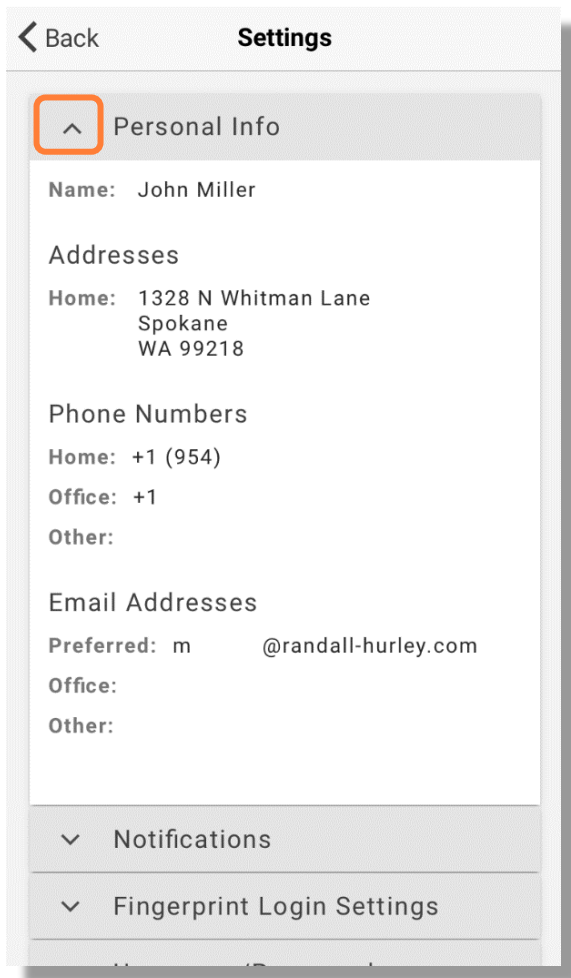 Back Settings
Personal Info
Name: John Miller
Addresses
Home: 1328 N Whitman Lane
Spokane
WA 99218
Phone Numbers
Home: +1 (954)
Office: +1
Other:
Email Addresses
Preferred: m @randall-hurley.com
Office:
Other:
Notifications
Fingerprint Login Settings